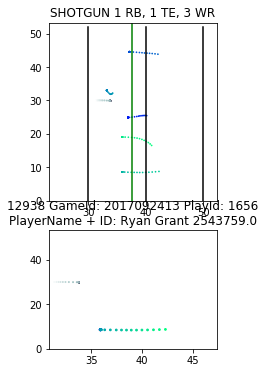 SHOTGUN 1 RB, 1 TE, 3 WR
50
40
30
20
10
0
30 40 50
12938 GameId: 2017092413 PlayId: 1656
PlayerName + ID: Ryan Grant 2543759.0
40
20
0
35 40 45